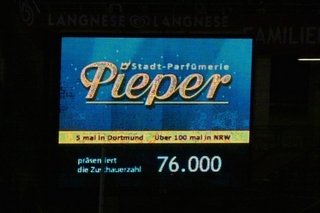 LANGNESE LANGNESE
FAMILIE
Stadt-Parfümerie
Pieper
5 mal in Dortmund Über 100 mal in NRW
präsentiert
die Zuschauerzahl 76.000